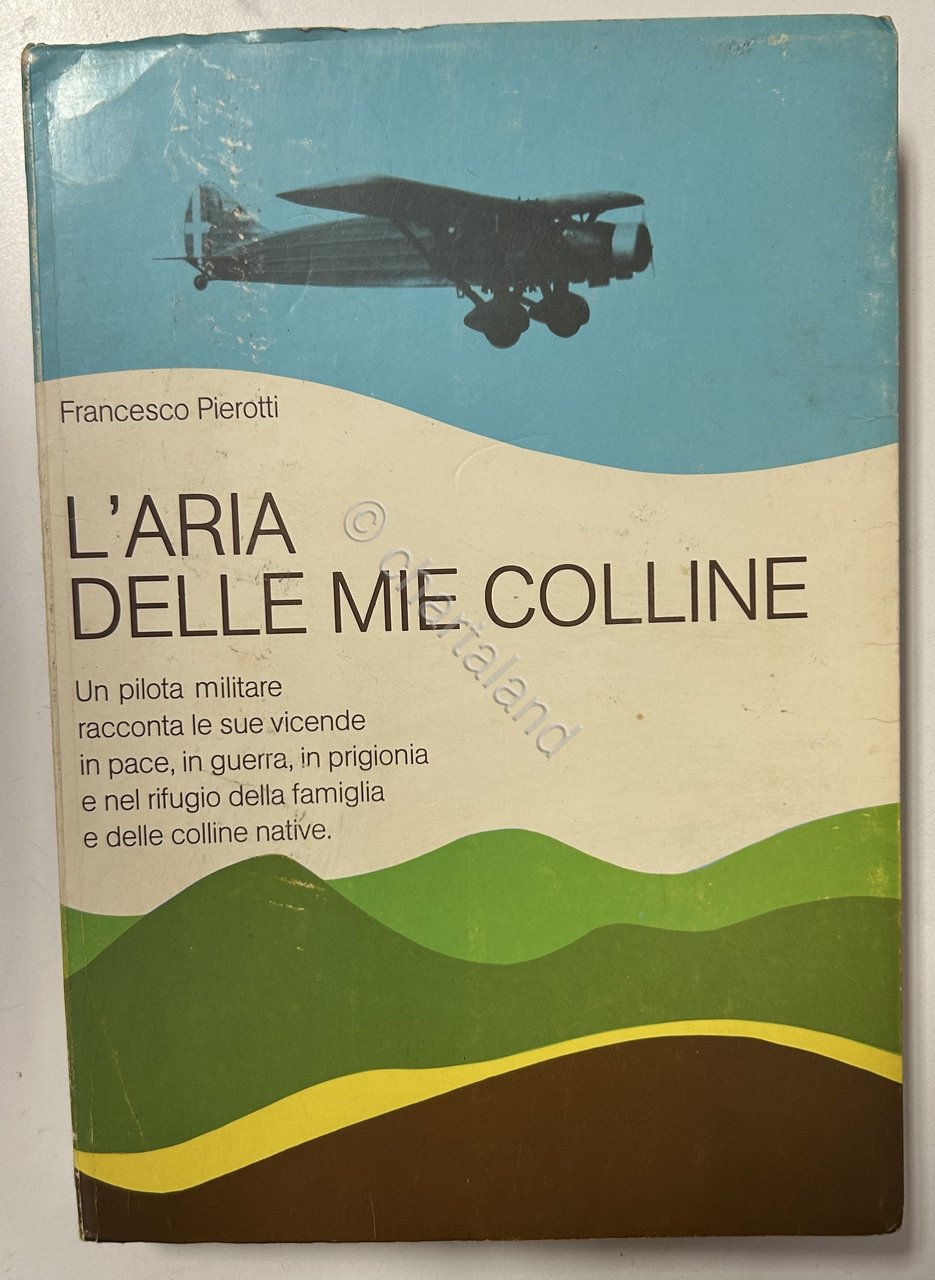 Francesco Pierotti
L'ARIA
DELLE MIE COLLINE
Un pilota militare
racconta le sue vicende
in pace, in guerra, in prigionia
e nel rifugio della famiglia
e delle colline native.
© chartaland